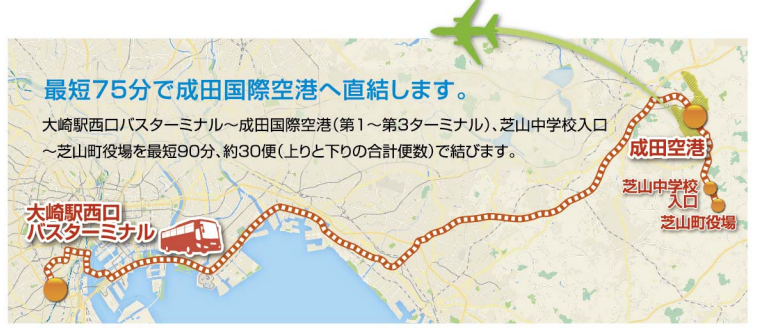 最短75分で成田国際空港へ直結します。
大崎駅西口バスターミナル～成田国際空港(第1～第3ターミナル)、芝山中学校入口
～芝山町役場を最短90分、約30便(上りと下りの合計便数)で結びます。
成田空港
芝山中学校
入口
芝山町役場
大崎駅西口
バスターミナル